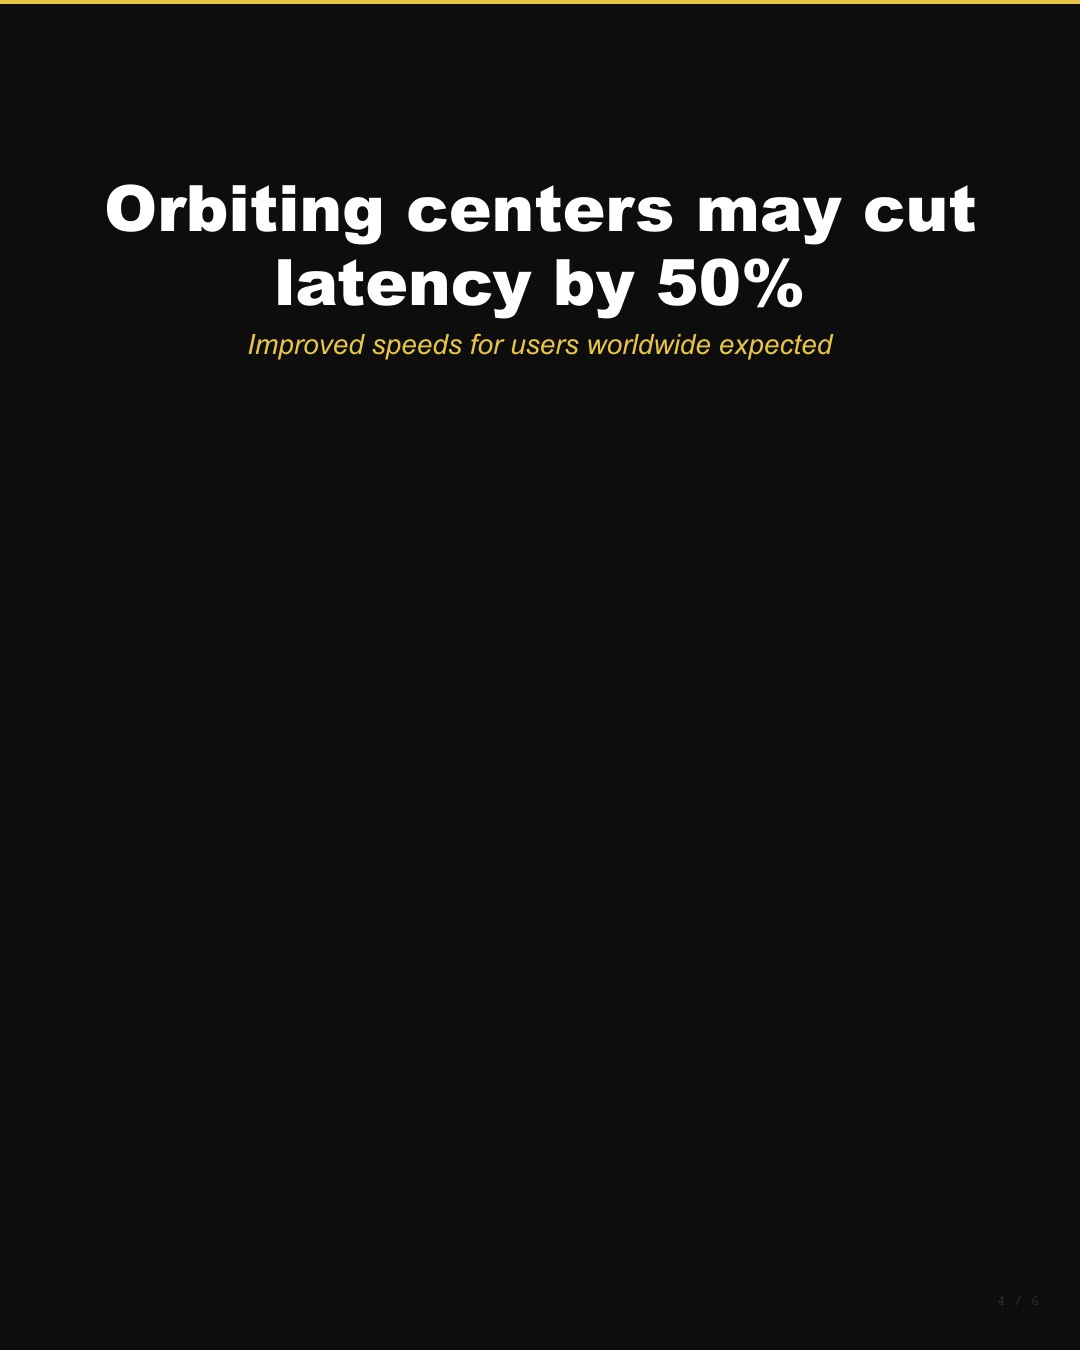 Orbiting centers may cut
latency by 50%
Improved speeds for users worldwide expected
4 / 6